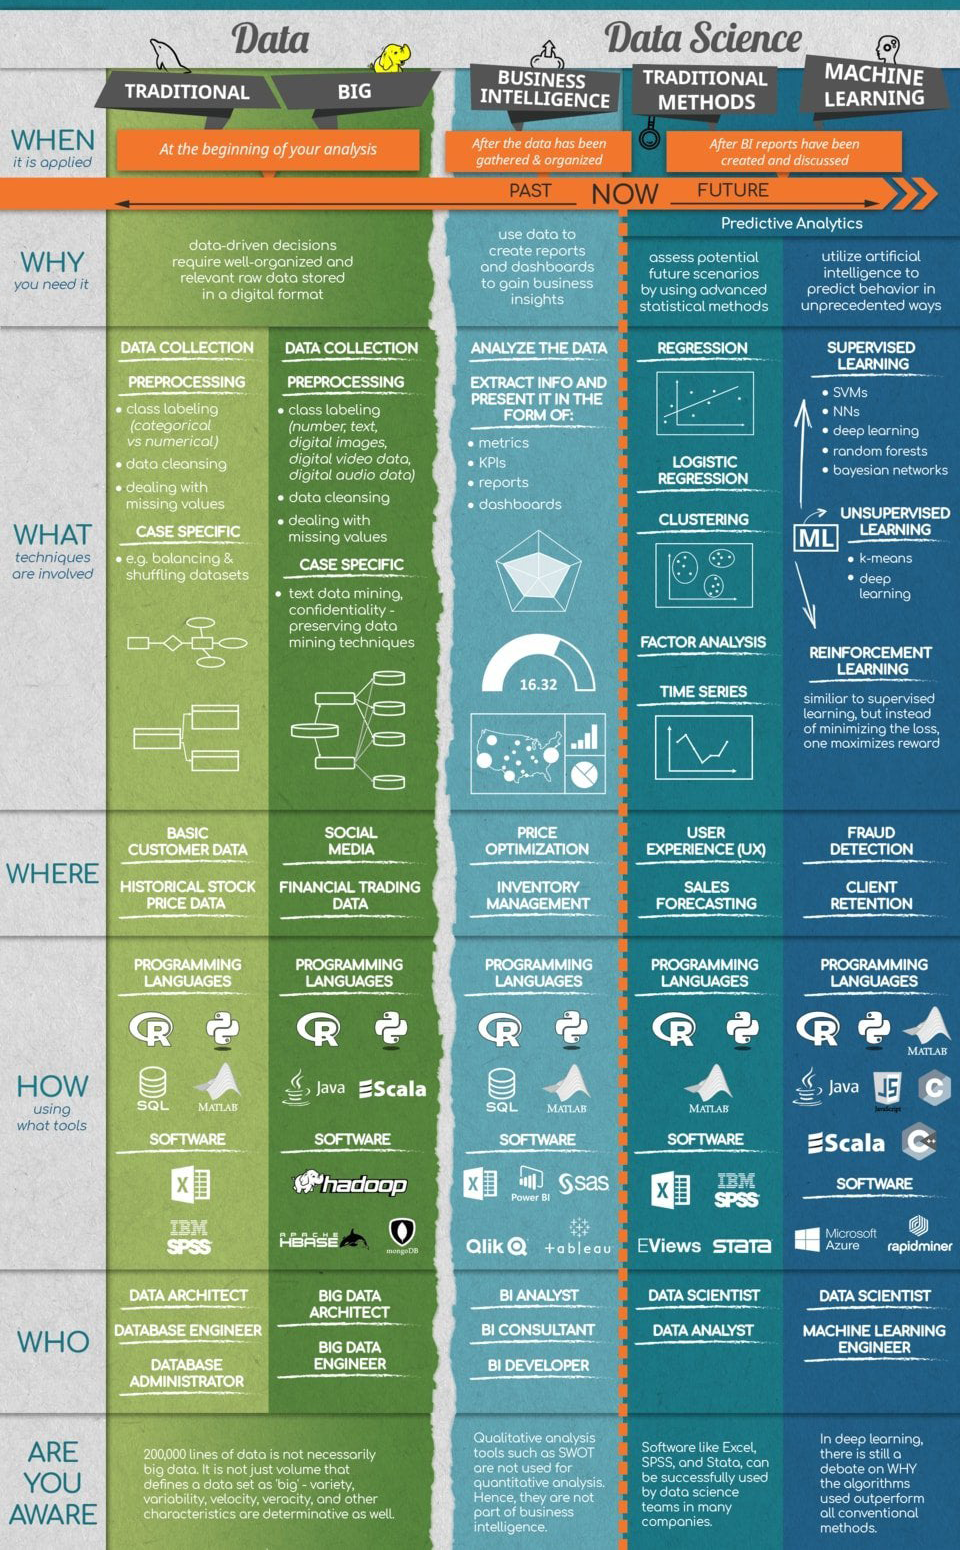 Data
Data Science
TRADITIONAL
BIG
BUSINESS
INTELLIGENCE
TRADITIONAL
METHODS
MACHINE
LEARNING
WHEN
it is applied
At the beginning of your analysis
After the data has been
gathered & organized
After BI reports have been
created and discussed
PAST
NOW
FUTURE
Predictive Analytics
WHY
you need it
data-driven decisions
require well-organized and
relevant raw data stored
in a digital format
use data to
create reports
and dashboards
to gain business
insights
assess potential
future scenarios
by using advanced
statistical methods
utilize artificial
intelligence to
predict behavior in
unprecedented ways
WHAT
techniques
are involved
DATA COLLECTION
PREPROCESSING
• class labeling
(categorical
vs numerical)
• data cleansing
• dealing with
missing values
CASE SPECIFIC
• e.g. balancing &
shuffling datasets
DATA COLLECTION
PREPROCESSING
• class labeling
(number, text,
digital images,
digital video data,
digital audio data)
• data cleansing
• dealing with
missing values
CASE SPECIFIC
• text data mining,
confidentiality -
preserving data
mining techniques
ANALYZE THE DATA
EXTRACT INFO AND
PRESENT IT IN THE
FORM OF:
• metrics
• KPIs
• reports
• dashboards
16.32
REGRESSION
LOGISTIC
REGRESSION
CLUSTERING
FACTOR ANALYSIS
TIME SERIES
SUPERVISED
LEARNING
• SVMs
• NNs
• deep learning
• random forests
• bayesian networks
ML
UNSUPERVISED
LEARNING
• k-means
• deep
learning
REINFORCEMENT
LEARNING
similiar to supervised
learning, but instead
of minimizing the loss,
one maximizes reward
WHERE
BASIC
CUSTOMER DATA
HISTORICAL STOCK
PRICE DATA
SOCIAL
MEDIA
FINANCIAL TRADING
DATA
PRICE
OPTIMIZATION
INVENTORY
MANAGEMENT
USER
EXPERIENCE (UX)
SALES
FORECASTING
FRAUD
DETECTION
CLIENT
RETENTION
HOW
using
what tools
PROGRAMMING
LANGUAGES
R
SQL
MATLAB
SOFTWARE
X
IBM
SPSS
PROGRAMMING
LANGUAGES
R
Java
Scala
SOFTWARE
hadoop
APACHE
HBASE
mongoDB
PROGRAMMING
LANGUAGES
R
SQL
MATLAB
SOFTWARE
X
Power BI
sas
Qlik
+ a b l e a u
PROGRAMMING
LANGUAGES
R
MATLAB
SOFTWARE
X
IBM
SPSS
EViews
STATA
PROGRAMMING
LANGUAGES
R
MATLAB
Java
JS
JavaScript
C
Scala
C++
SOFTWARE
Microsoft
Azure
rapidminer
WHO
DATA ARCHITECT
DATABASE ENGINEER
DATABASE
ADMINISTRATOR
BIG DATA
ARCHITECT
BIG DATA
ENGINEER
BI ANALYST
BI CONSULTANT
BI DEVELOPER
DATA SCIENTIST
DATA ANALYST
DATA SCIENTIST
MACHINE LEARNING
ENGINEER
ARE
YOU
AWARE
200,000 lines of data is not necessarily
big data. It is not just volume that
defines a data set as 'big' - variety,
variability, velocity, veracity, and other
characteristics are determinative as well.
Qualitative analysis
tools such as SWOT
are not used for
quantitative analysis.
Hence, they are not
part of business
intelligence.
Software like Excel,
SPSS, and Stata, can
be successfully used
by data science
teams in many
companies.
In deep learning,
there is still a
debate on WHY
the algorithms
used outperform
all conventional
methods.